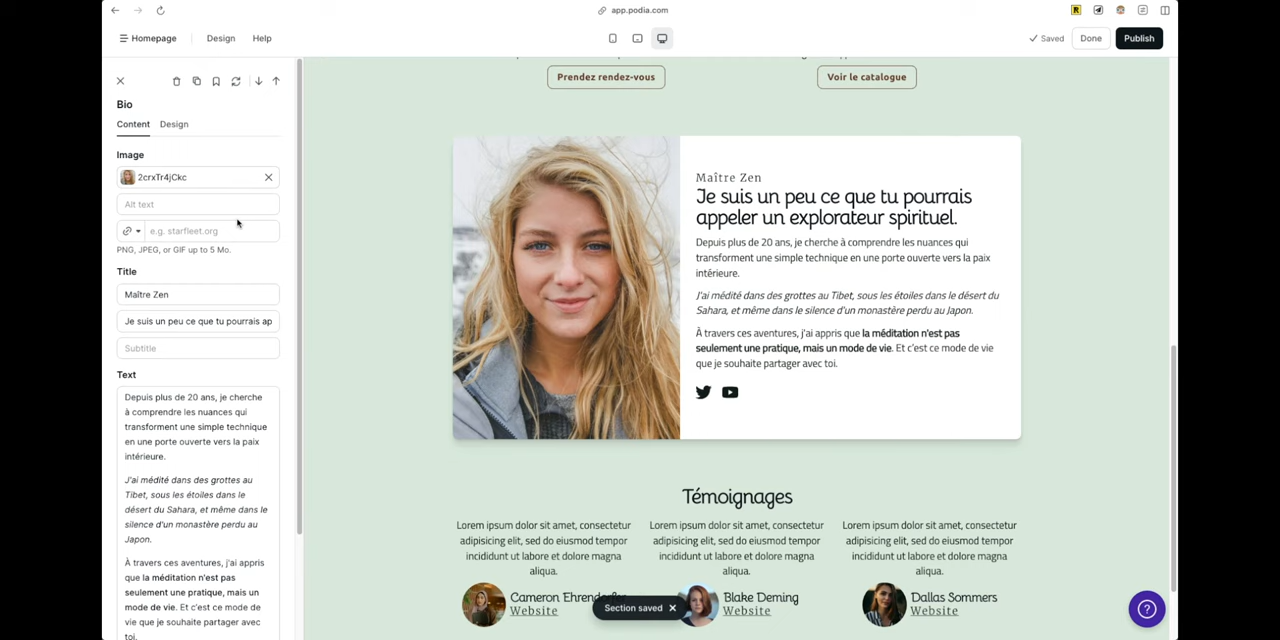 app.podia.com
Homepage
Design
Help
Saved
Done
Publish
Bio
Content
Design
Image
2crxTr4jCkc
Alt text
e.g. starfleet.org
PNG, JPEG, or GIF up to 5 Mo.
Title
Maître Zen
Je suis un peu ce que tu pourrais ap
Subtitle
Text
Depuis plus de 20 ans, je cherche
à comprendre les nuances qui
transforment une simple technique
en une porte ouverte vers la paix
intérieure.
J'ai médité dans des grottes au
Tibet, sous les étoiles dans le
désert du Sahara, et même dans le
silence d'un monastère perdu au
Japon.
À travers ces aventures, j'ai appris
que la méditation n'est pas
seulement une pratique, mais un
mode de vie. Et c'est ce mode de
vie que je souhaite partager avec
toi.
Prendez rendez-vous
Voir le catalogue
Maître Zen
Je suis un peu ce que tu pourrais
appeler un explorateur spirituel.
Depuis plus de 20 ans, je cherche à comprendre les nuances qui
transforment une simple technique en une porte ouverte vers la paix
intérieure.
J'ai médité dans des grottes au Tibet, sous les étoiles dans le désert du
Sahara, et même dans le silence d'un monastère perdu au Japon.
À travers ces aventures, j'ai appris que la méditation n'est pas
seulement une pratique, mais un mode de vie. Et c'est ce mode de vie
que je souhaite partager avec toi.
Témoignages
Lorem ipsum dolor sit amet, consectetur
adipisicing elit, sed do eiusmod tempor
incididunt ut labore et dolore magna
aliqua.
Cameron Ehrendorfer
Website
Lorem ipsum dolor sit amet, consectetur
adipisicing elit, sed do eiusmod tempor
incididunt ut labore et dolore magna
aliqua.
Blake Deming
Website
Lorem ipsum dolor sit amet, consectetur
adipisicing elit, sed do eiusmod tempor
incididunt ut labore et dolore magna
aliqua.
Dallas Sommers
Website
Section saved